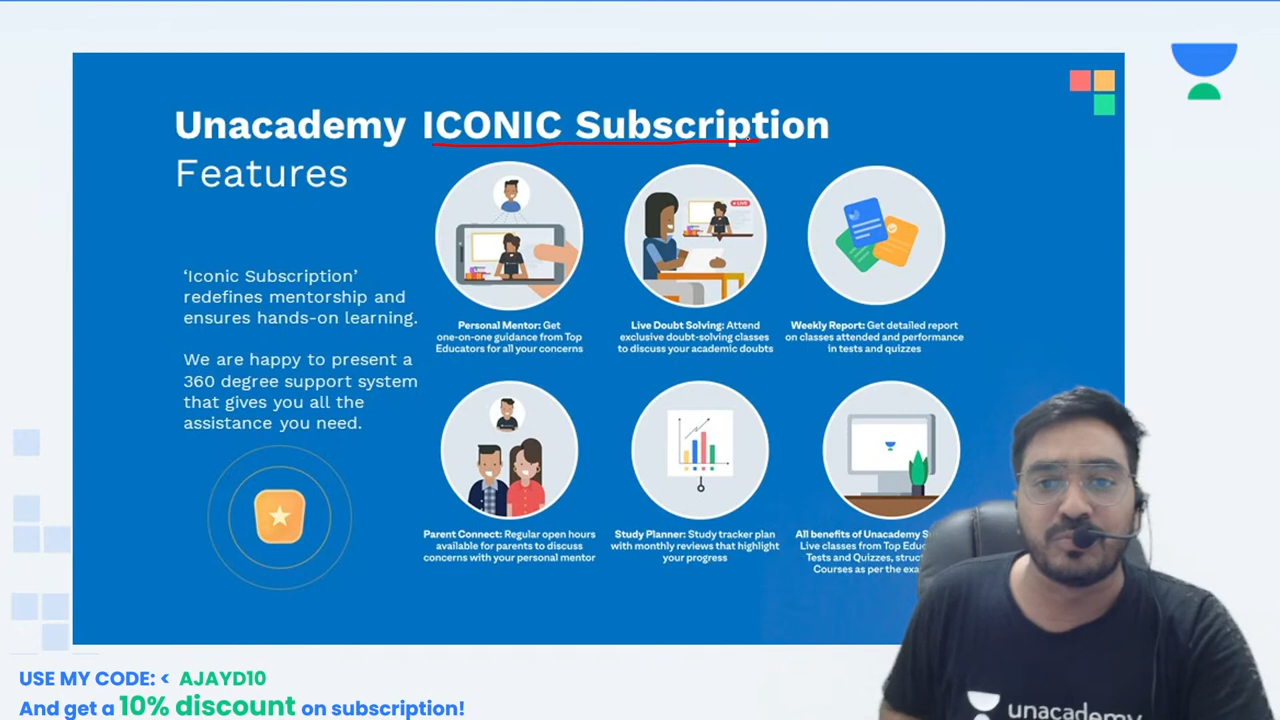 Unacademy ICONIC Subscription
Features
‘Iconic Subscription’
redefines mentorship and
ensures hands-on learning.
We are happy to present a
360 degree support system
that gives you all the
assistance you need.
LIVE
Personal Mentor: Get
one-on-one guidance from Top
Educators for all your concerns
Live Doubt Solving: Attend
exclusive doubt-solving classes
to discuss your academic doubts
Weekly Report: Get detailed report
on classes attended and performance
in tests and quizzes
Parent Connect: Regular open hours
available for parents to discuss
concerns with your personal mentor
Study Planner: Study tracker plan
with monthly reviews that highlight
your progress
All benefits of Unacademy
Live classes from Top
Tests and Quizzes,
Courses as per the
USE MY CODE: < AJAYD10
And get a 10% discount on subscription!
unacademy